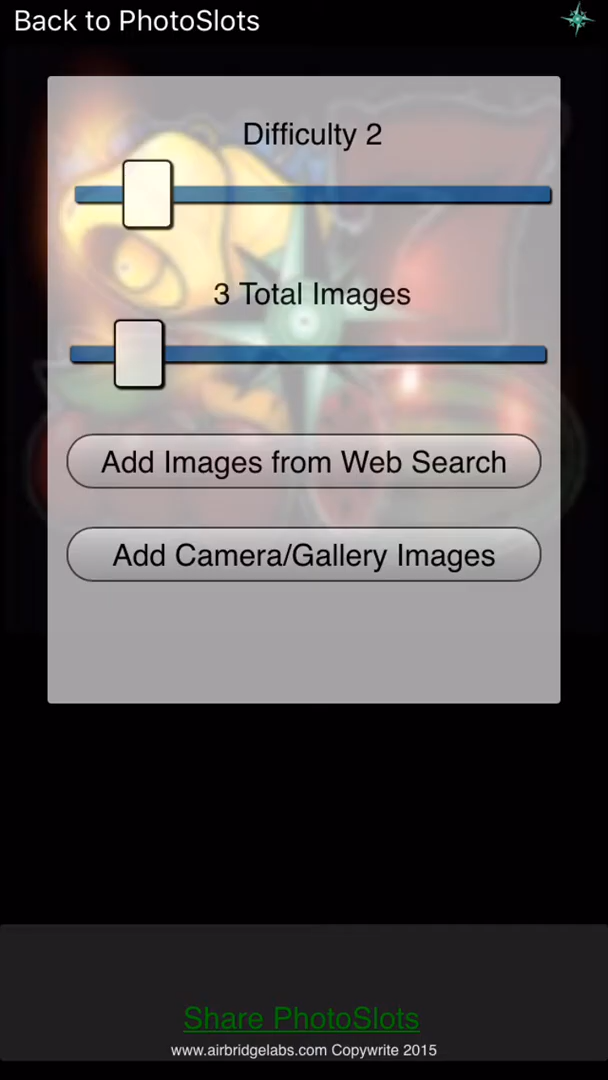 Back to PhotoSlots
Difficulty 2
3 Total Images
Add Images from Web Search
Add Camera/Gallery Images
Share PhotoSlots
www.airbridgelabs.com Copywrite 2015